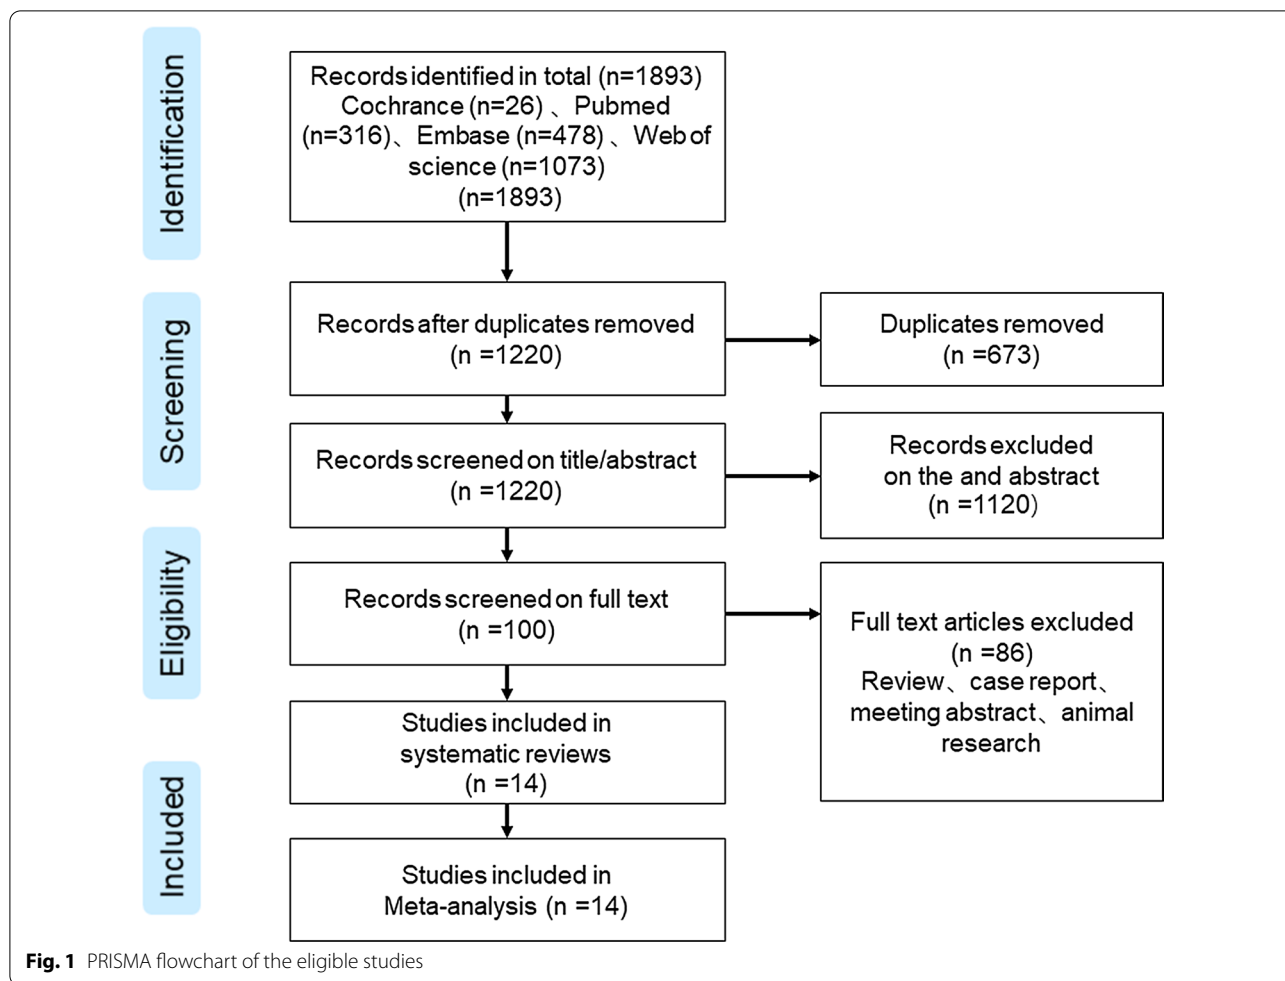 Identification
Records identified in total (n=1893)
Cochrance (n=26) 、Pubmed
(n=316)、Embase (n=478) 、Web of
science (n=1073)
(n=1893)
Screening
Records after duplicates removed
(n =1220)
Duplicates removed
(n =673)
Records screened on title/abstract
(n =1220)
Records excluded
on the and abstract
(n =1120)
Eligibility
Records screened on full text
(n =100)
Full text articles excluded
(n =86)
Review、case report、
meeting abstract、animal
research
Studies included in
systematic reviews
(n =14)
Included
Studies included in
Meta-analysis (n =14)
Fig. 1 PRISMA flowchart of the eligible studies